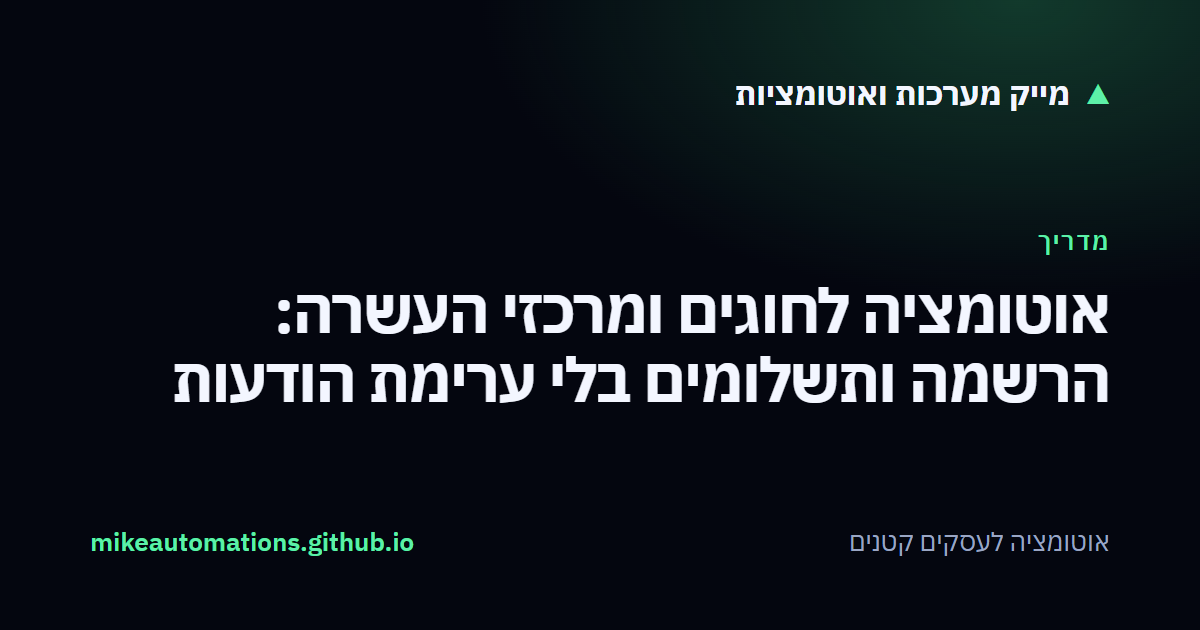 ▲ מייק מערכות ואוטומציות
מדריך
אוטומציה לחוגים ומרכזי העשרה:
הרשמה ותשלומים בלי ערימת הודעות
אוטומציה לעסקים קטנים
mikeautomations.github.io